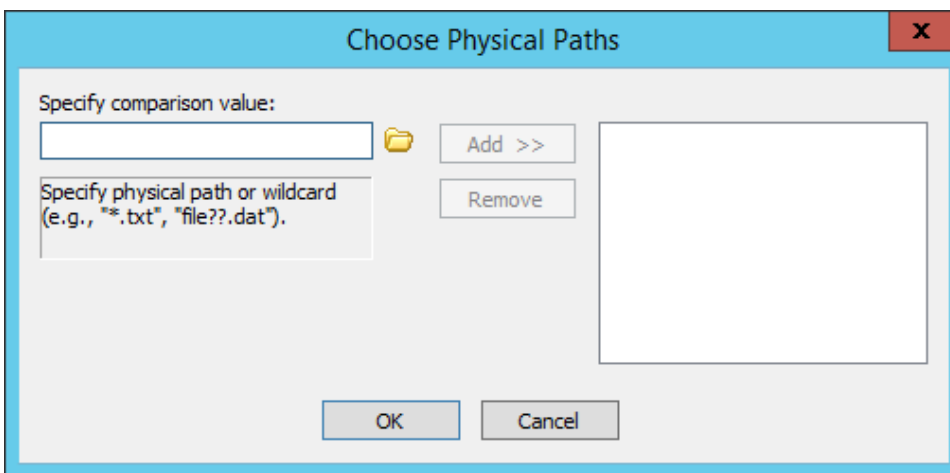 Choose Physical Paths
x
Specify comparison value:
Add >>
Specify physical path or wildcard
(e.g., "*.txt", "file??.dat").
Remove
OK
Cancel